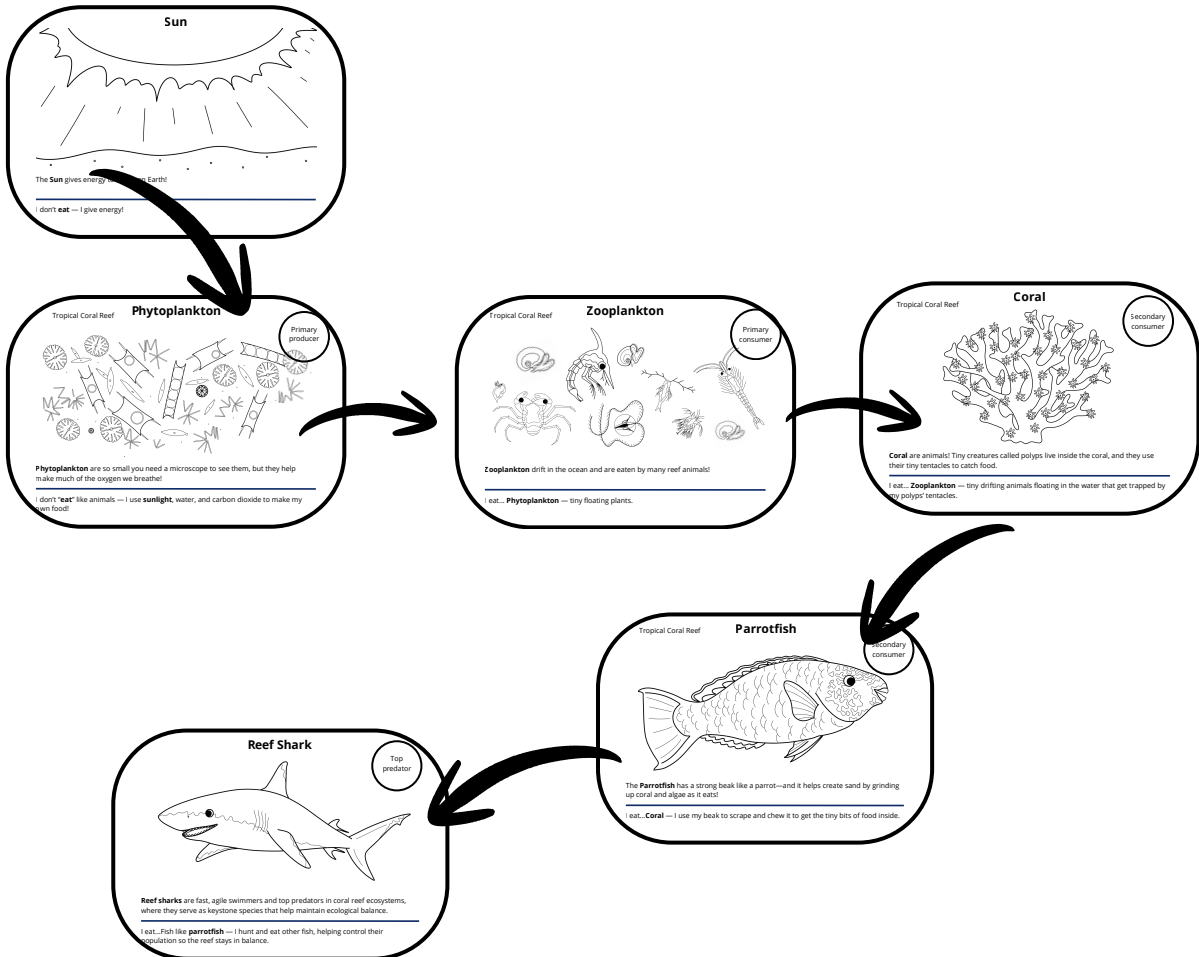 Sun
The Sun gives energy to Earth!
I don't eat — I give energy!
Tropical Coral Reef
Phytoplankton
Primary
producer
Phytoplankton are so small you need a microscope to see them, but they help
make much of the oxygen we breathe!
I don't "eat" like animals — I use sunlight, water, and carbon dioxide to make my
own food!
Tropical Coral Reef
Zooplankton
Primary
consumer
Zooplankton drift in the ocean and are eaten by many reef animals!
I eat... Phytoplankton — tiny floating plants.
Tropical Coral Reef
Coral
Secondary
consumer
Coral are animals! Tiny creatures called polyps live inside the coral, and they use
their tiny tentacles to catch food.
I eat... Zooplankton — tiny drifting animals floating in the water that get trapped by
my polyps' tentacles.
Tropical Coral Reef
Parrotfish
Secondary
consumer
The Parrotfish has a strong beak like a parrot—and it helps create sand by grinding
up coral and algae as it eats!
I eat...Coral — I use my beak to scrape and chew it to get the tiny bits of food inside.
Reef Shark
Top
predator
Reef sharks are fast, agile swimmers and top predators in coral reef ecosystems,
where they serve as keystone species that help maintain ecological balance.
I eat...Fish like parrotfish — I hunt and eat other fish, helping control their
population so the reef stays in balance.